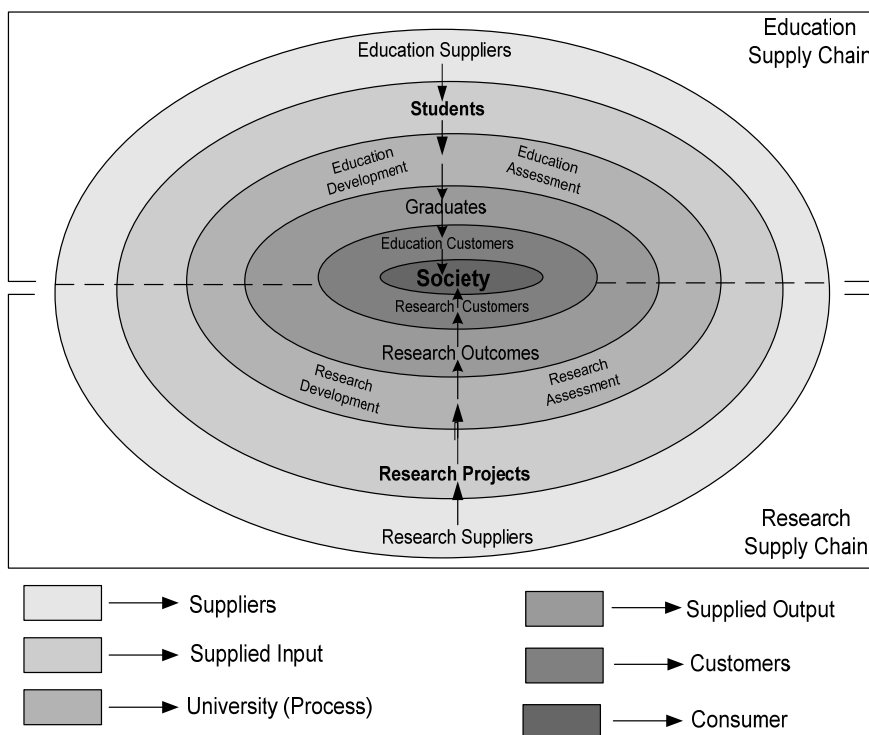 Education
Supply Chain
Education Suppliers
Students
Education
Development
Education
Assessment
Graduates
Education Customers
Society
Research Customers
Research Outcomes
Research
Development
Research
Assessment
Research Projects
Research Suppliers
Research
Supply Chain
Suppliers
Supplied Input
University (Process)
Supplied Output
Customers
Consumer